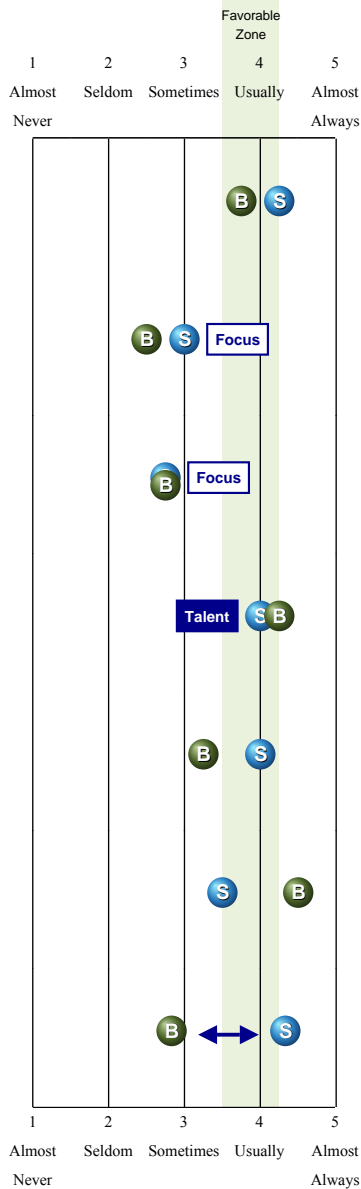 Favorable
Zone
1 2 3 4 5
Almost Seldom Sometimes Usually Almost
Never Always
B S
B S Focus
B Focus
Talent S B
B S
S B
B S
1 2 3 4 5
Almost Seldom Sometimes Usually Almost
Never Always